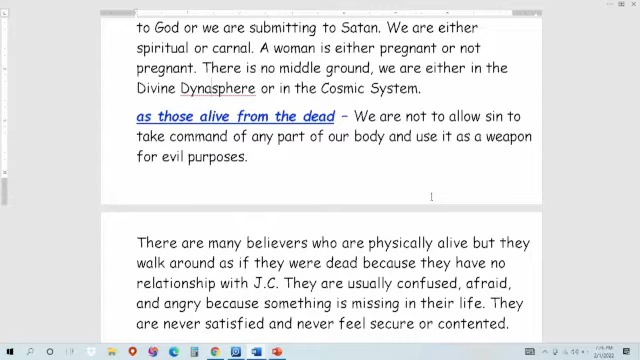 to God or we are submitting to Satan. We are either
spiritual or carnal. A woman is either pregnant or not
pregnant. There is no middle ground, we are either in the
Divine Dynasphere or in the Cosmic System.
as those alive from the dead – We are not to allow sin to
take command of any part of our body and use it as a weapon
for evil purposes.
There are many believers who are physically alive but they
walk around as if they were dead because they have no
relationship with J.C. They are usually confused, afraid,
and angry because something is missing in their life. They
are never satisfied and never feel secure or contented.
2/1/2022